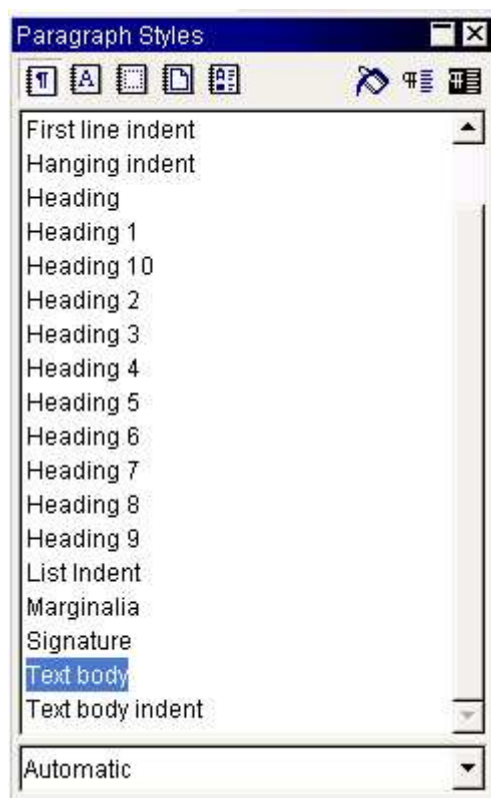 Paragraph Styles
First line indent
Hanging indent
Heading
Heading 1
Heading 10
Heading 2
Heading 3
Heading 4
Heading 5
Heading 6
Heading 7
Heading 8
Heading 9
List Indent
Marginalia
Signature
Text body
Text body indent
Automatic